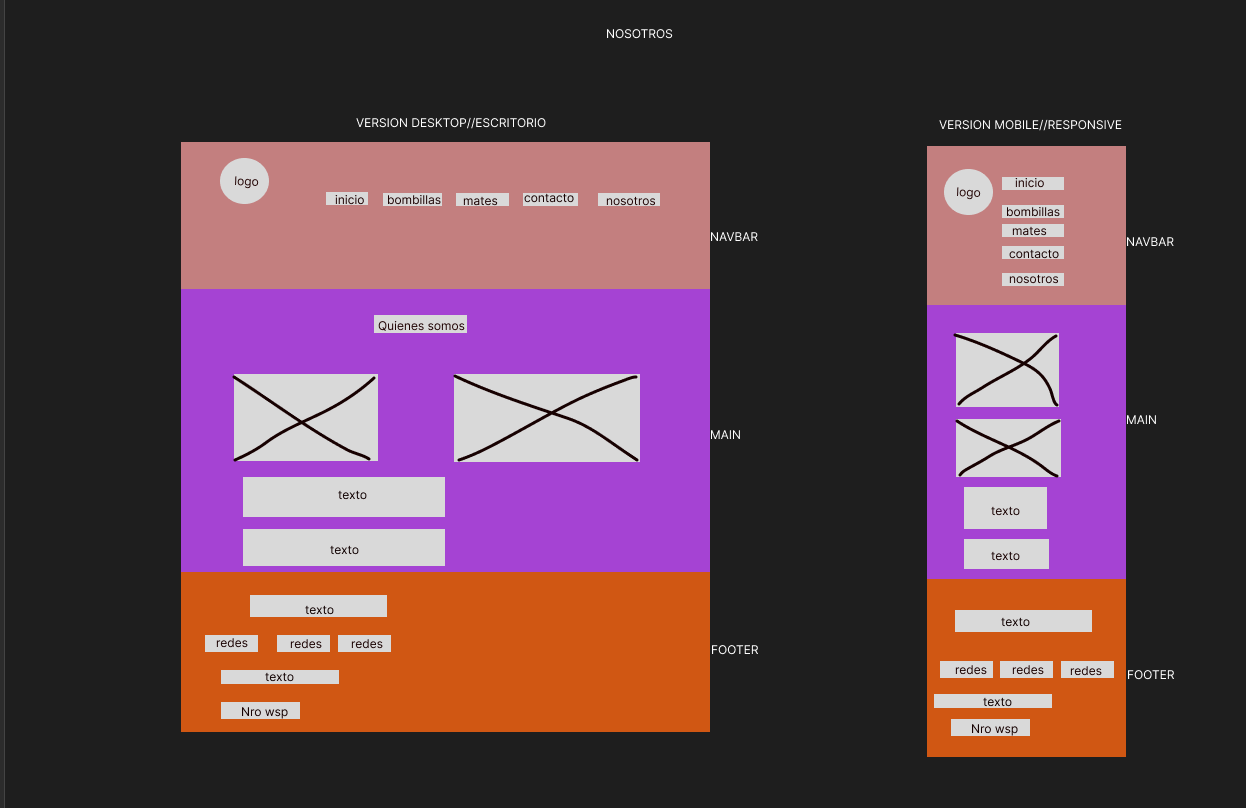 NOSOTROS
VERSION DESKTOP//ESCRITORIO
logo
inicio
bombillas
mates
contacto
nosotros
NAVBAR
Quienes somos
MAIN
texto
texto
texto
redes
redes
redes
FOOTER
texto
Nro wsp
VERSION MOBILE//RESPONSIVE
logo
inicio
bombillas
mates
contacto
nosotros
NAVBAR
MAIN
texto
texto
texto
redes
redes
redes
FOOTER
texto
Nro wsp